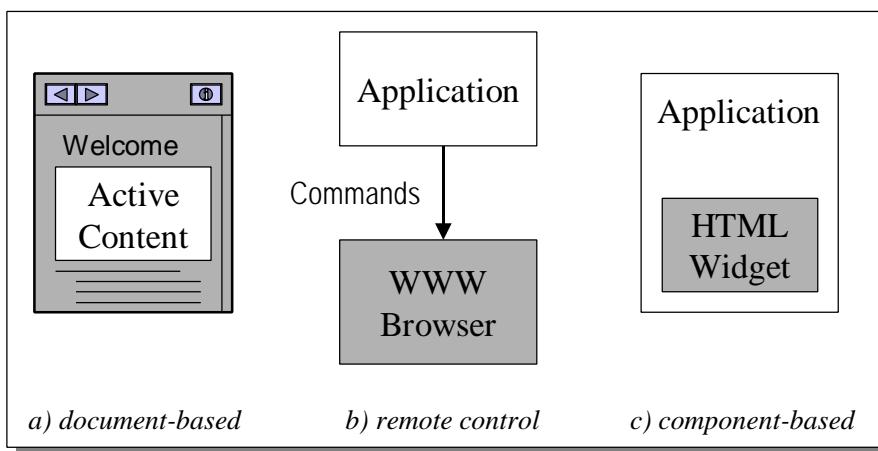 Welcome
Active
Content
a) document-based
Application
Commands
WWW
Browser
b) remote control
Application
HTML
Widget
c) component-based